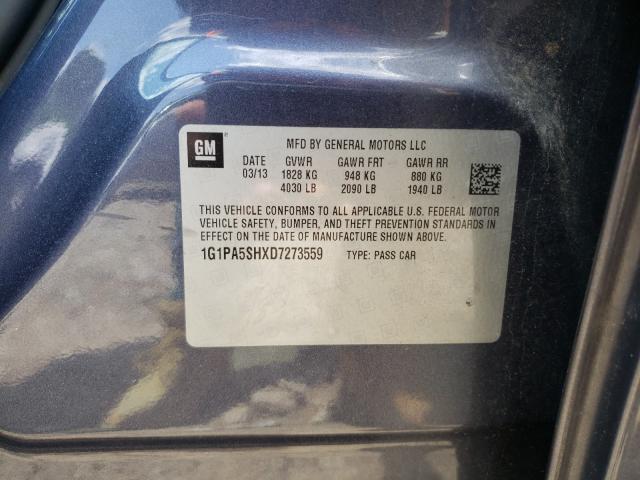 GM
MFD BY GENERAL MOTORS LLC
DATE GVWR GAWR FRT GAWR RR
03/13 1828 KG 948 KG 880 KG
4030 LB 2090 LB 1940 LB
THIS VEHICLE CONFORMS TO ALL APPLICABLE U.S. FEDERAL MOTOR
VEHICLE SAFETY, BUMPER, AND THEFT PREVENTION STANDARDS IN
EFFECT ON THE DATE OF MANUFACTURE SHOWN ABOVE.
1G1PA5SHXD7273559 TYPE: PASS CAR